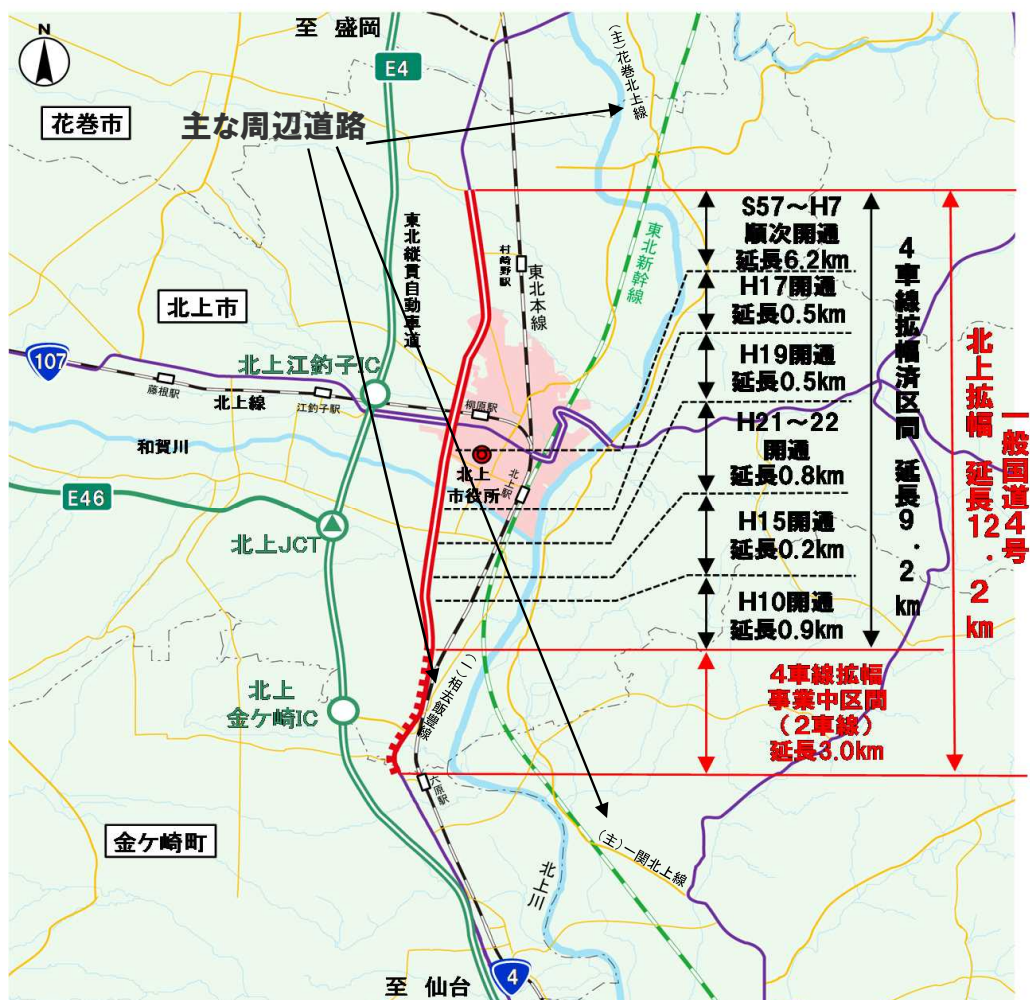 N
至 盛岡
E4
(主)花巻北上線
花巻市
主な周辺道路
東北縦貫自動車道
村崎野駅
東北本線
東北新幹線
北上市
107
北上江釣子IC
藤根駅
北上線
江釣子駅
柳原駅
和賀川
北上
市役所
北上駅
E46
北上JCT
北上
金ケ崎IC
(一)相去飯豊線
六原駅
金ケ崎町
(主)一関北上線
北上川
至 仙台
4
S57～H7
順次開通
延長6.2km
H17開通
延長0.5km
H19開通
延長0.5km
H21～22
開通
延長0.8km
H15開通
延長0.2km
H10開通
延長0.9km
4車線拡幅
事業中区間
(2車線)
延長3.0km
4車線拡幅済区間 延長9.2km
一般国道4号
北上拡幅 延長12.2km